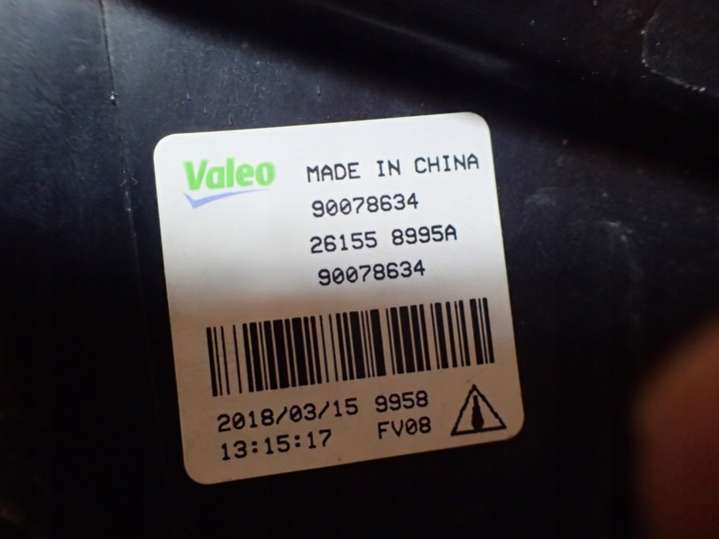 Valeo MADE IN CHINA
90078634
26155 8995A
90078634
2018/03/15 9958
13:15:17 FV08